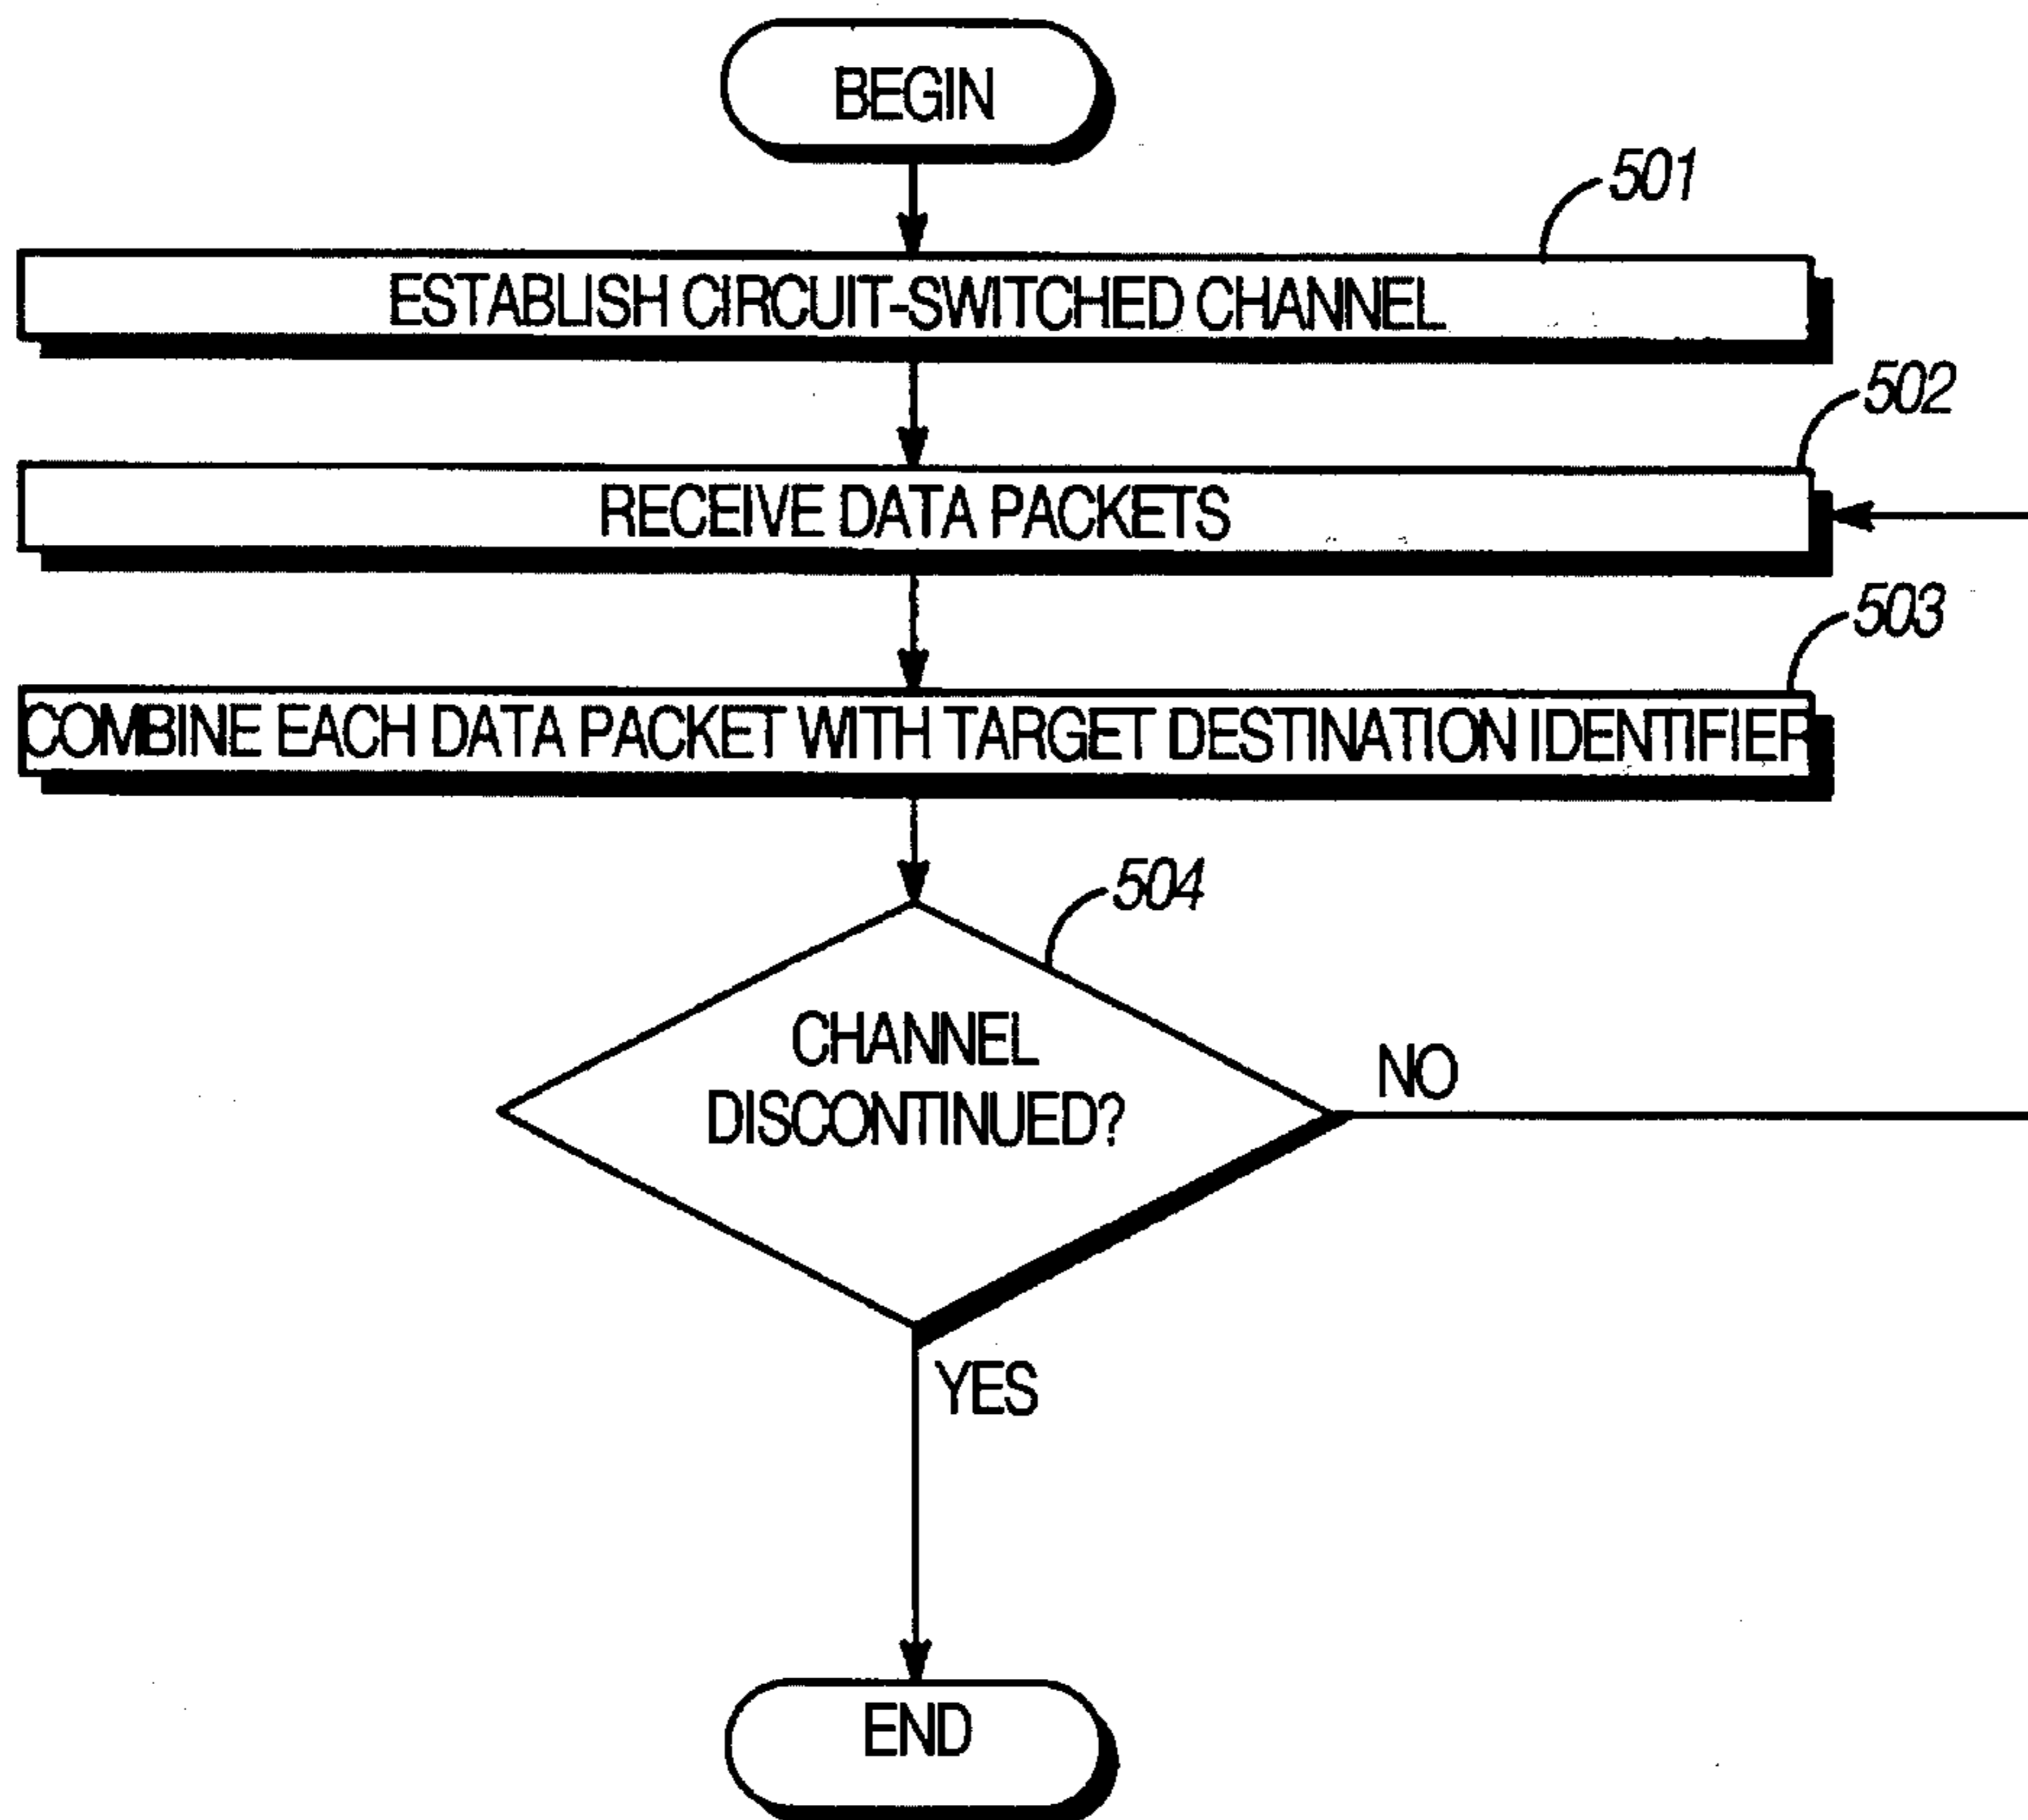 BEGIN
501
ESTABLISH CIRCUIT-SWITCHED CHANNEL
502
RECEIVE DATA PACKETS
503
COMBINE EACH DATA PACKET WITH TARGET DESTINATION IDENTIFIER
504
CHANNEL
DISCONTINUED?
NO
YES
END